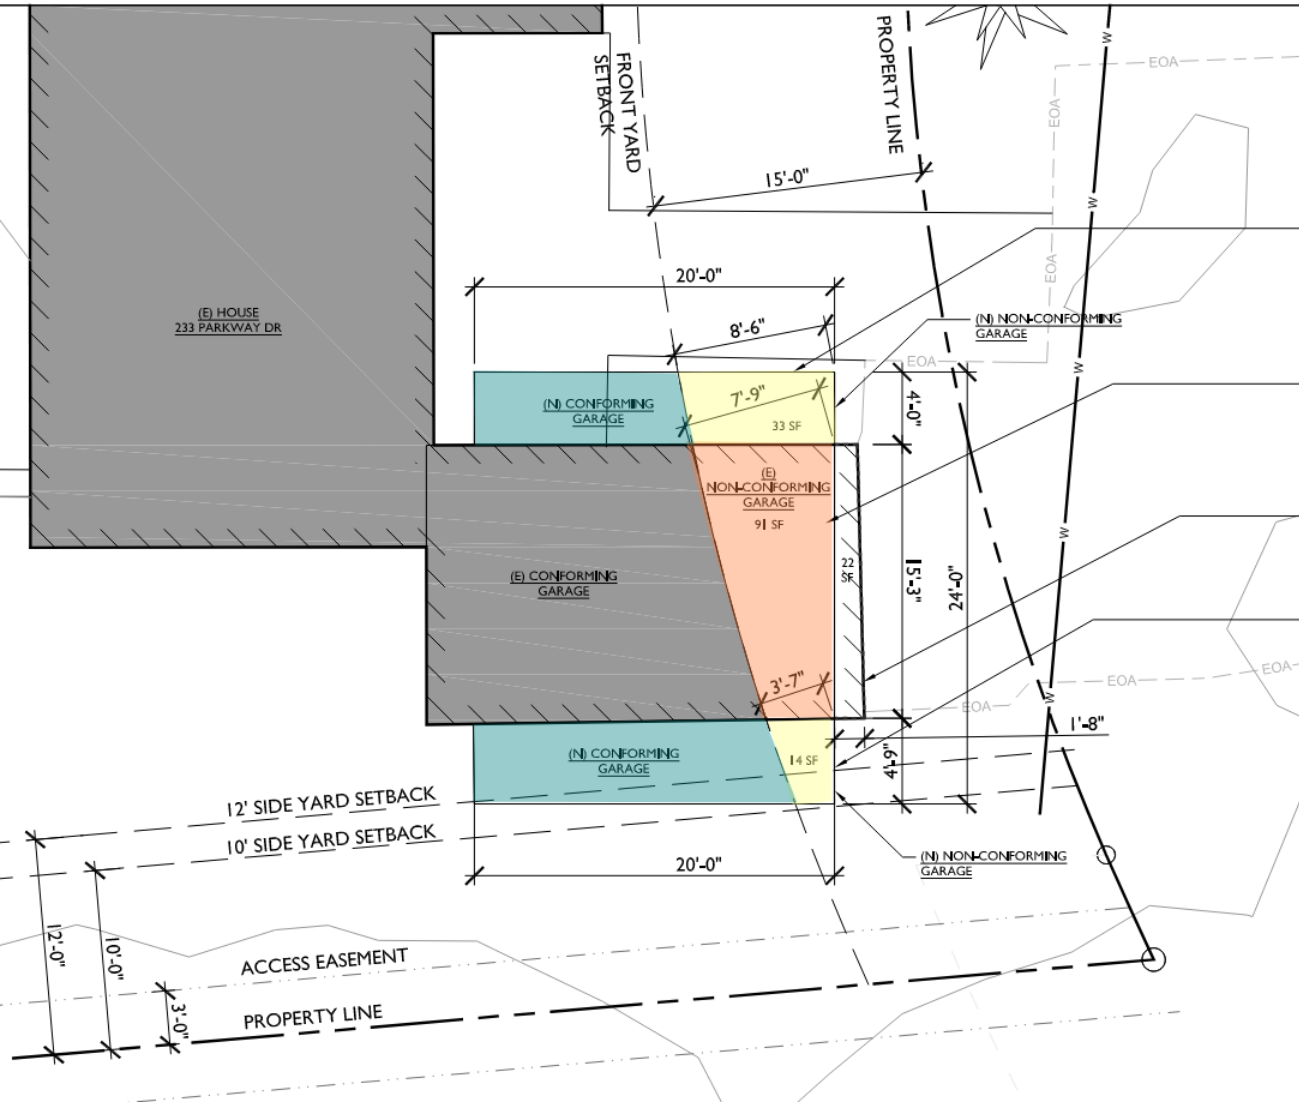 FRONT YARD
SETBACK
PROPERTY LINE
W
EOA
EOA
15'-0"
W
EOA
20'-0"
8'-6"
(E) HOUSE
233 PARKWAY DR
(N) NON-CONFORMING
GARAGE
EOA
W
(N) CONFORMING
GARAGE
7'-9"
33 SF
4'-0"
(E)
NON-CONFORMING
GARAGE
91 SF
W
22
SF
15'-3"
24'-0"
(E) CONFORMING
GARAGE
3'-7"
EOA
EOA
EOA
W
1'-8"
(N) CONFORMING
GARAGE
14 SF
4'-9"
12' SIDE YARD SETBACK
10' SIDE YARD SETBACK
20'-0"
(N) NON-CONFORMING
GARAGE
12'-0"
10'-0"
ACCESS EASEMENT
3'-0"
PROPERTY LINE